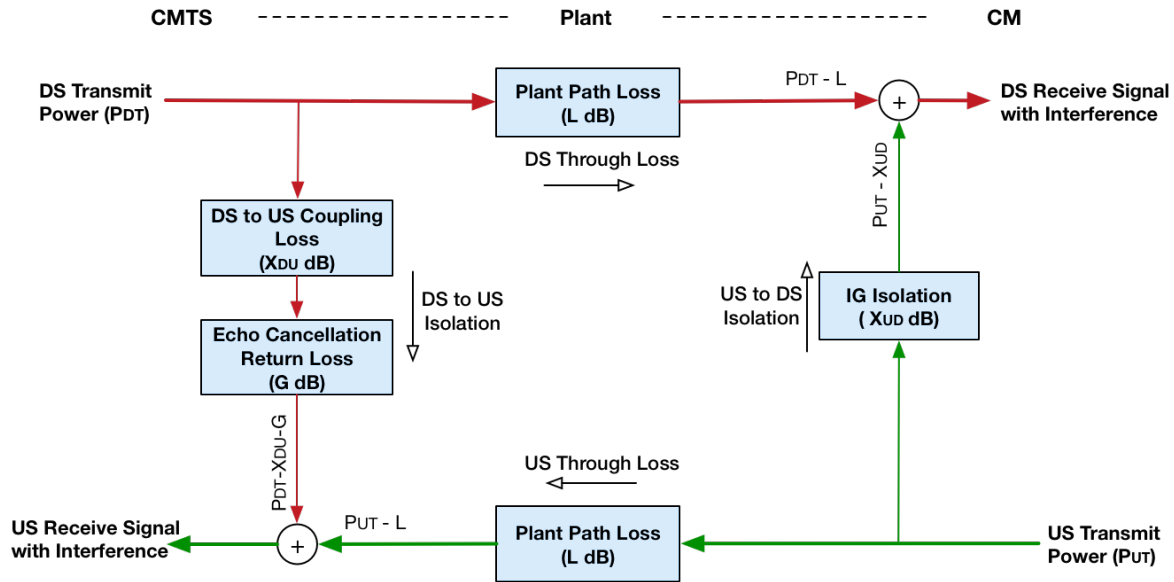 CMTS Plant CM
DS Transmit
Power (PDT)
Plant Path Loss
(L dB)
PDT - L
+
DS Receive Signal
with Interference
DS Through Loss
PUT - XUD
DS to US Coupling
Loss
(XDU dB)
DS to US
Isolation
US to DS
Isolation
IG Isolation
( XUD dB)
Echo Cancellation
Return Loss
(G dB)
PDT-XDU-G
US Through Loss
US Receive Signal
with Interference
+
PUT - L
Plant Path Loss
(L dB)
US Transmit
Power (PUT)